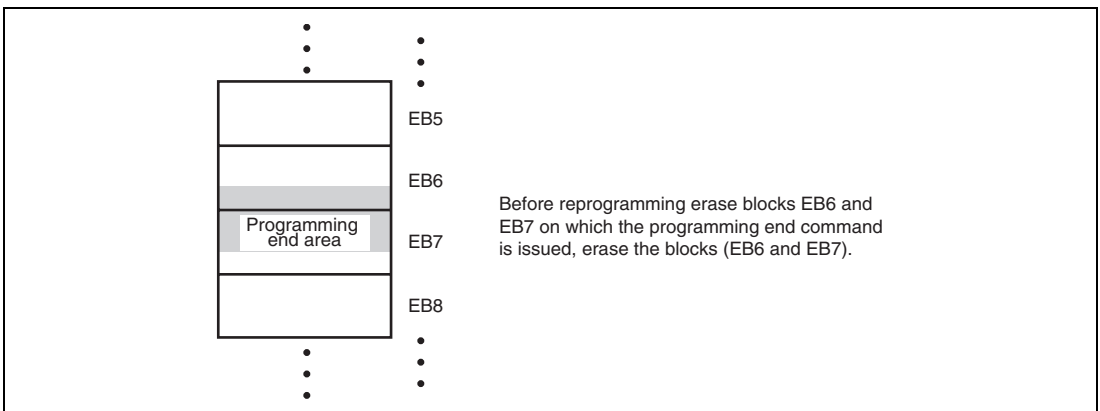 EB5
EB6
Programming
end area
EB7
EB8
Before reprogramming erase blocks EB6 and
EB7 on which the programming end command
is issued, erase the blocks (EB6 and EB7).